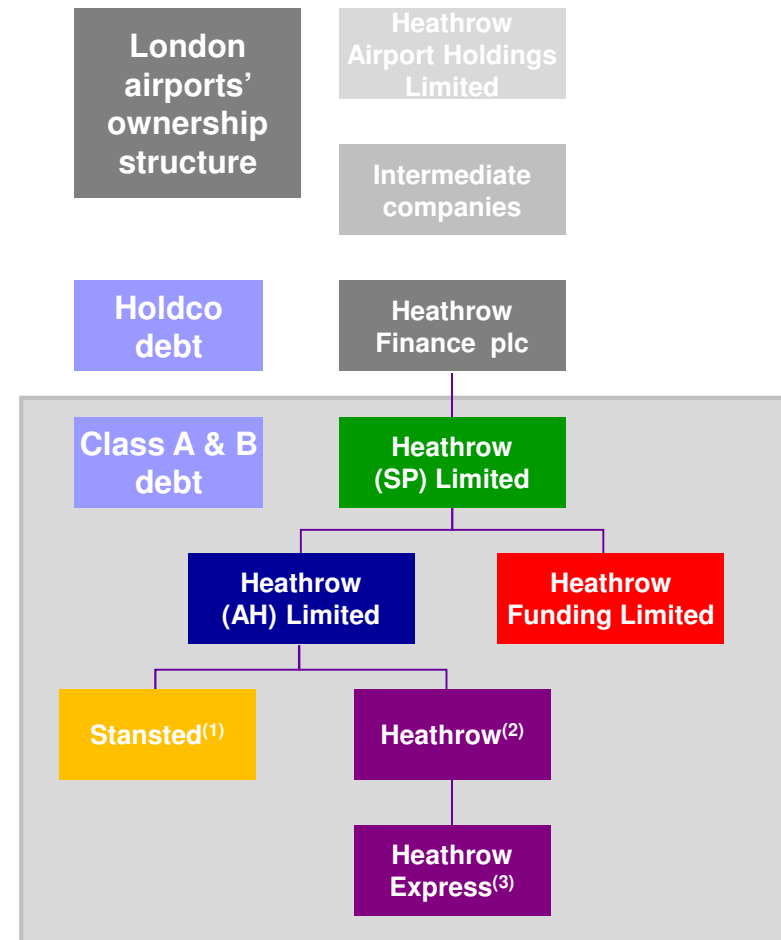 London
airports’
ownership
structure
Heathrow
Airport Holdings
Limited
Intermediate
companies
Holdco
debt
Heathrow
Finance plc
Class A & B
debt
Heathrow
(SP) Limited
Heathrow
(AH) Limited
Heathrow
Funding Limited
Stansted(1)
Heathrow(2)
Heathrow
Express(3)